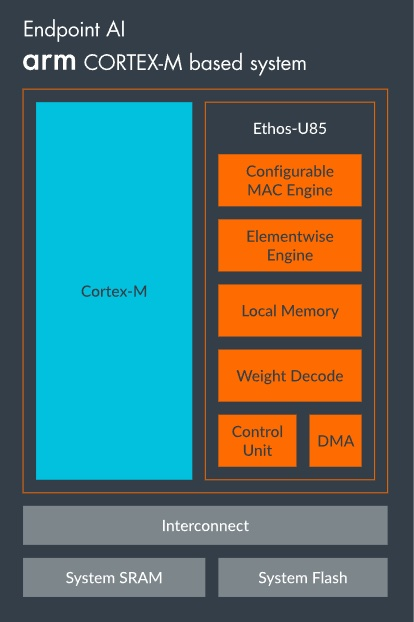 Endpoint AI
arm CORTEX-M based system
Cortex-M
Ethos-U85
Configurable
MAC Engine
Elementwise
Engine
Local Memory
Weight Decode
Control
Unit
DMA
Interconnect
System SRAM
System Flash